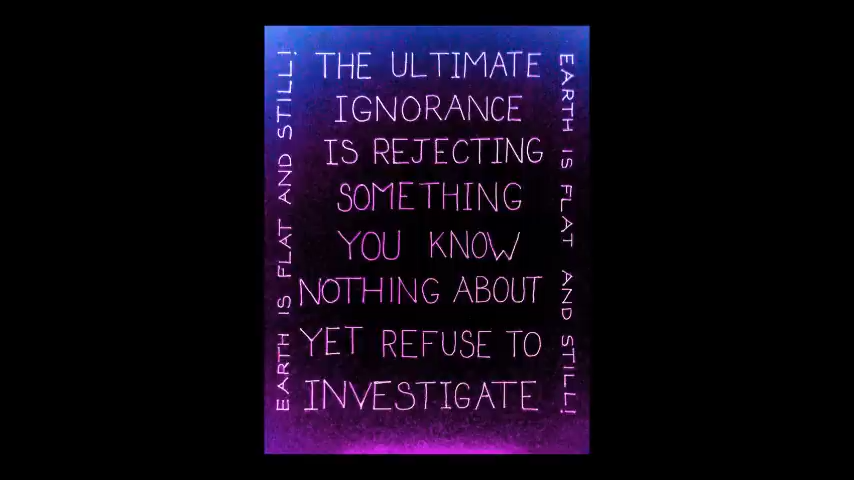 THE ULTIMATE
IGNORANCE
IS REJECTING
SOMETHING
YOU KNOW
NOTHING ABOUT
YET REFUSE TO
INVESTIGATE
EARTH IS FLAT AND STILL!
EARTH IS FLAT AND STILL!